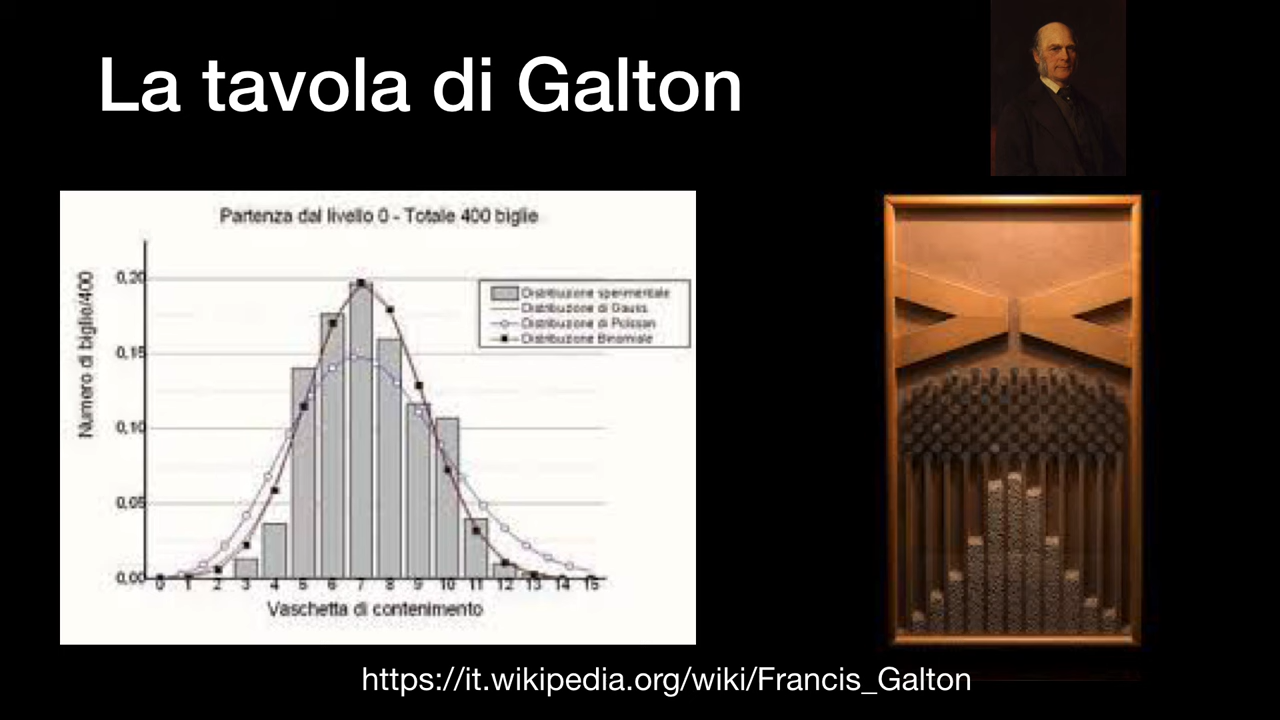 La tavola di Galton
Partenza dal livello 0 - Totale 400 biglie
Numero di biglie/400
0,20
0,15
0,10
0,05
0,00
Distribuzione sperimentale
Distribuzione di Gauss
Distribuzione di Poisson
Distribuzione Binomiale
0 1 2 3 4 5 6 7 8 9 10 11 12 13 14 15
Vaschetta di contenimento
https://it.wikipedia.org/wiki/Francis_Galton